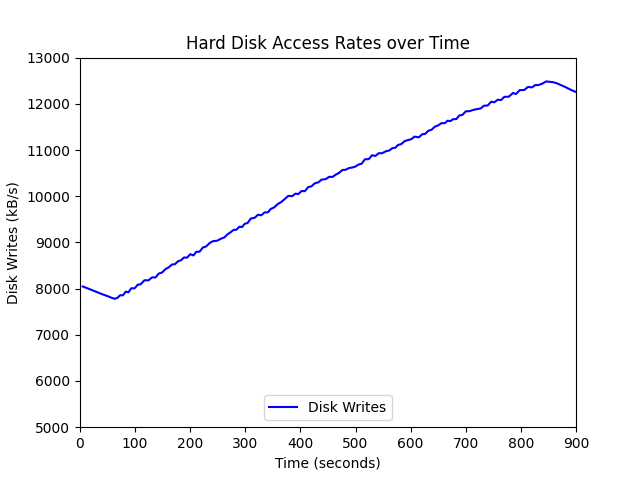 Hard Disk Access Rates over Time
13000
12000
11000
10000
9000
8000
7000
6000
5000
Disk Writes (kB/s)
Disk Writes
0 100 200 300 400 500 600 700 800 900
Time (seconds)